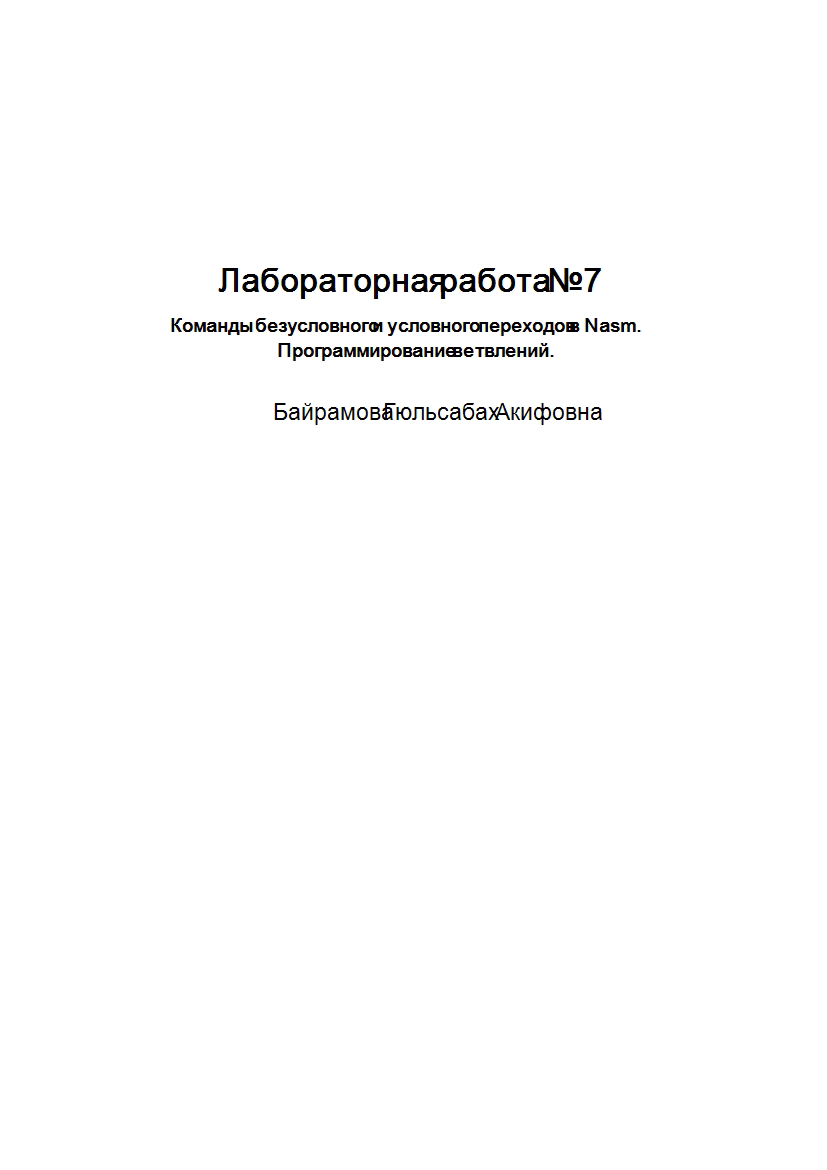 Лабораторная работа №7
Команды безусловного и условного переходов в Nasm.
Программирование ветвлений.
Байрамова Гюльсабах Акифовна